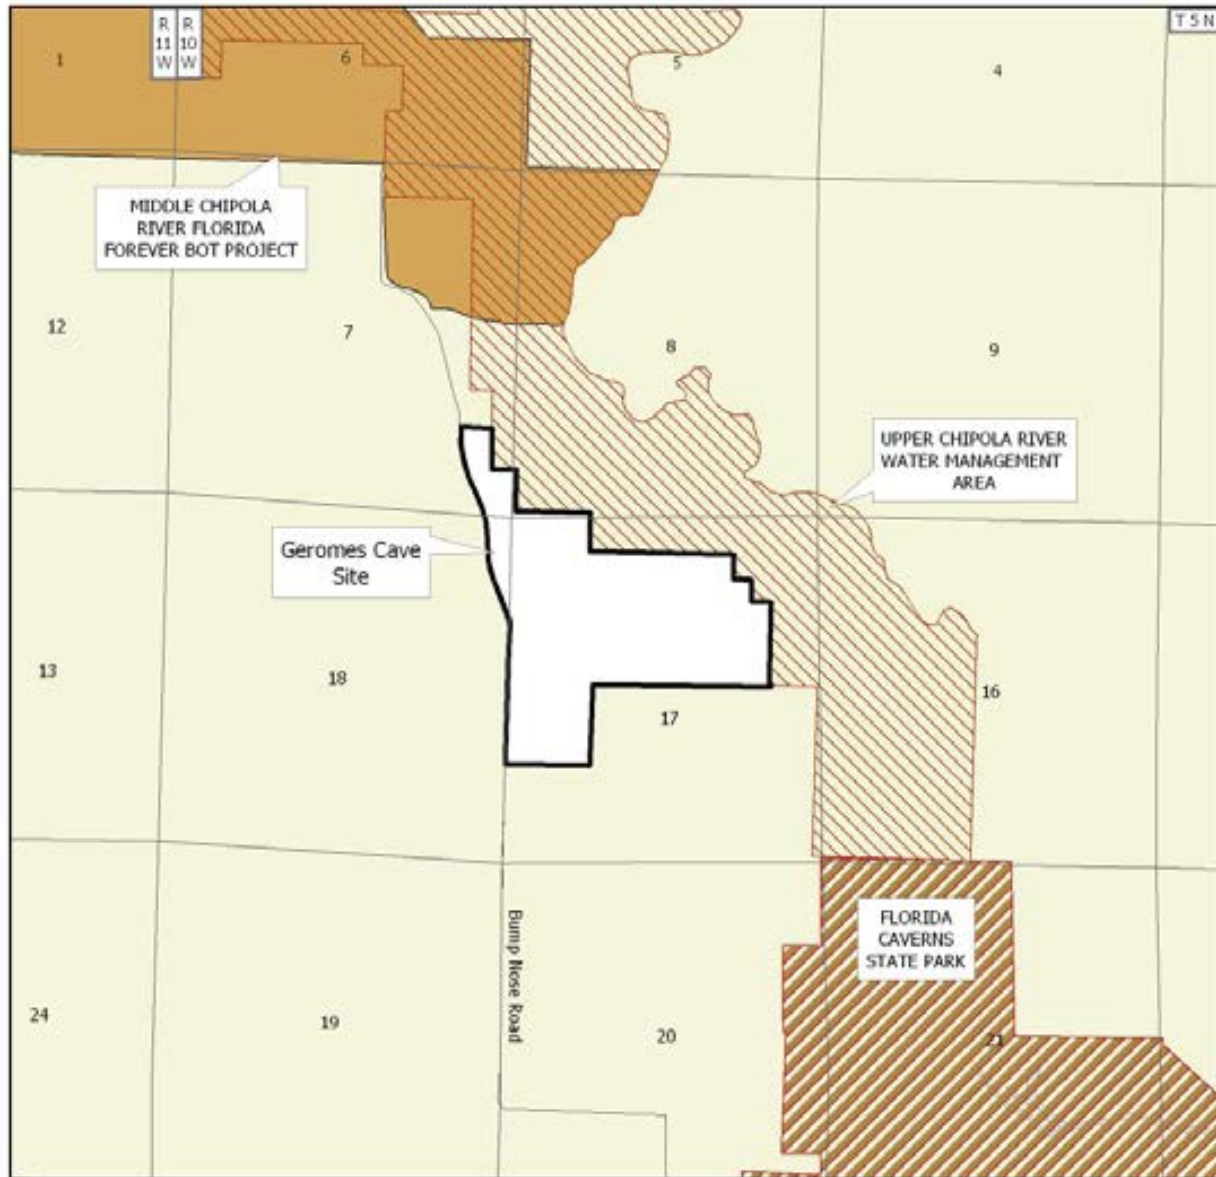 R
11
W
R
10
W
T 5 N
1
6
5
4
MIDDLE CHIPOLA
RIVER FLORIDA
FOREVER BOT PROJECT
12
7
8
9
UPPER CHIPOLA RIVER
WATER MANAGEMENT
AREA
Geromes Cave
Site
13
18
17
16
Bump Nose Road
FLORIDA
CAVERNS
STATE PARK
24
19
20
21